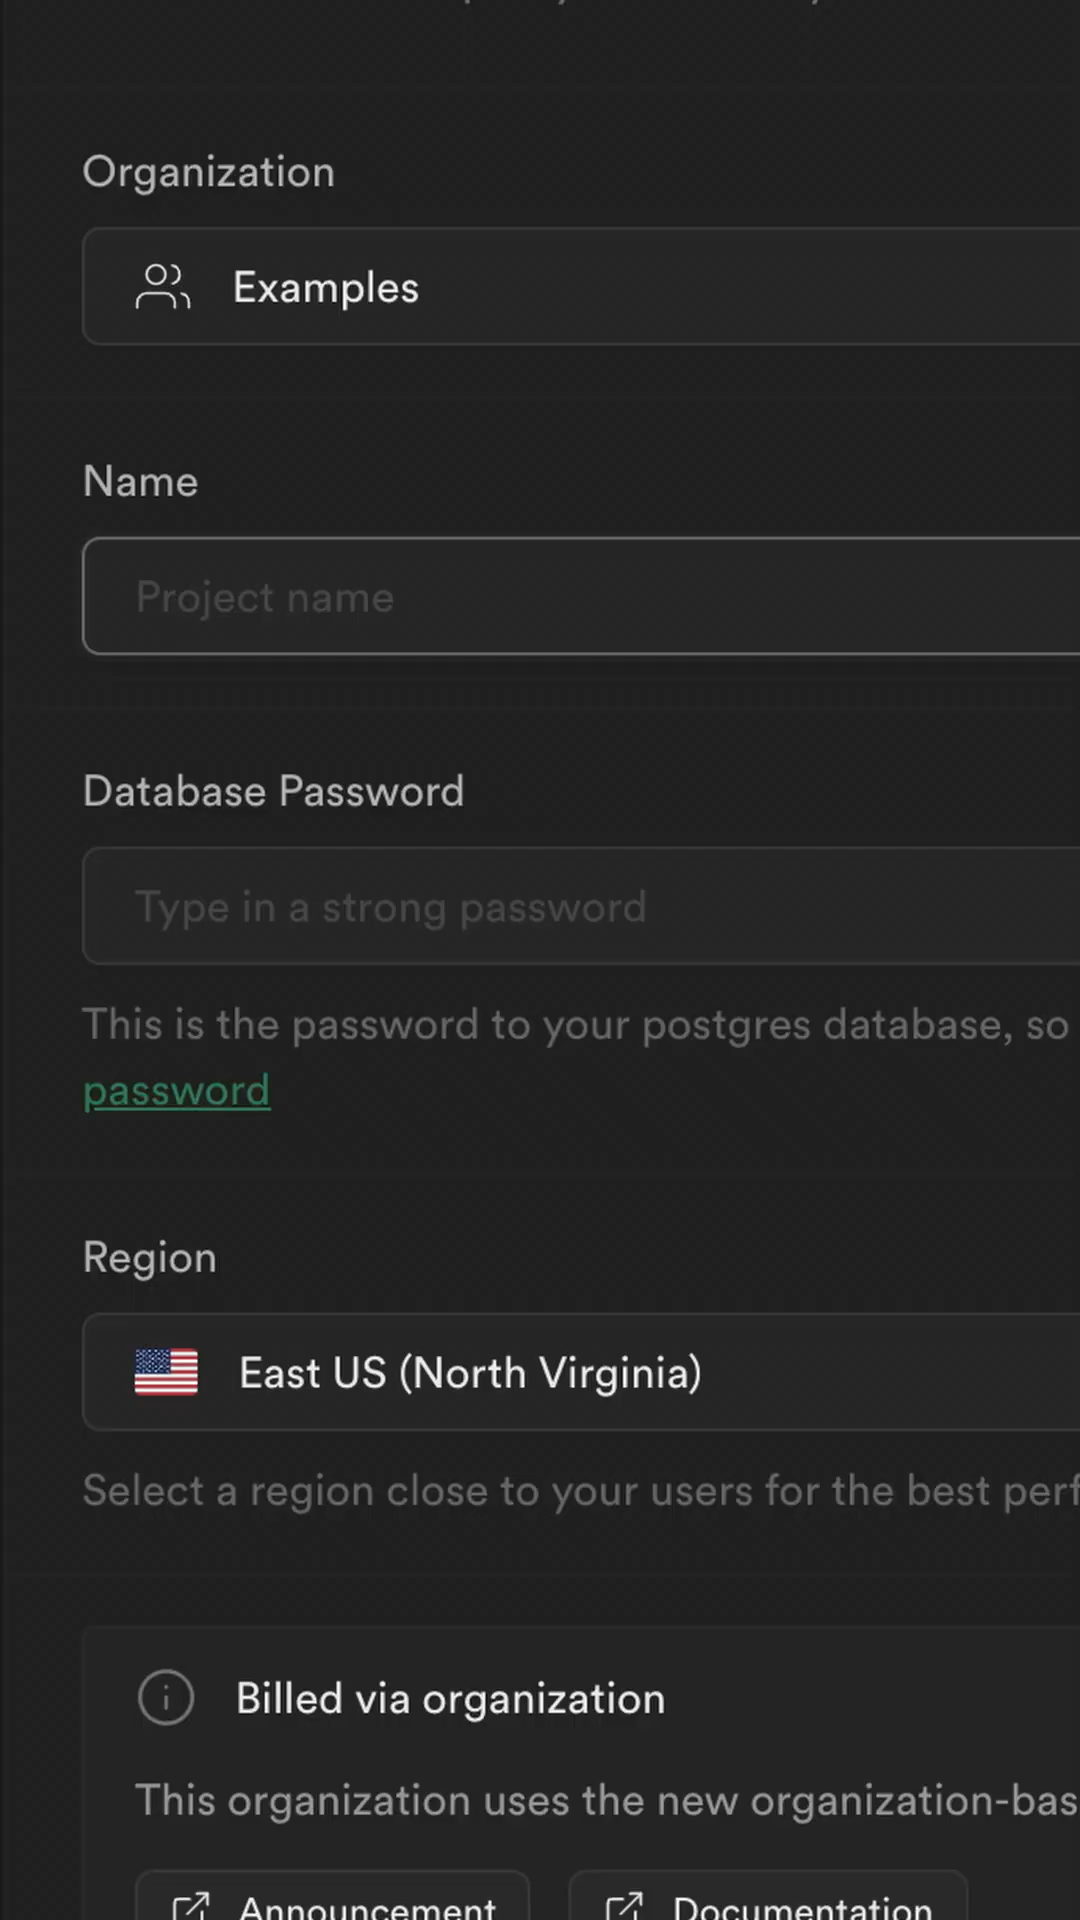 Organization
Examples
Name
Project name
Database Password
Type in a strong password
This is the password to your postgres database, so
password
Region
East US (North Virginia)
Select a region close to your users for the best perf
Billed via organization
This organization uses the new organization-bas
Announcement
Documentation